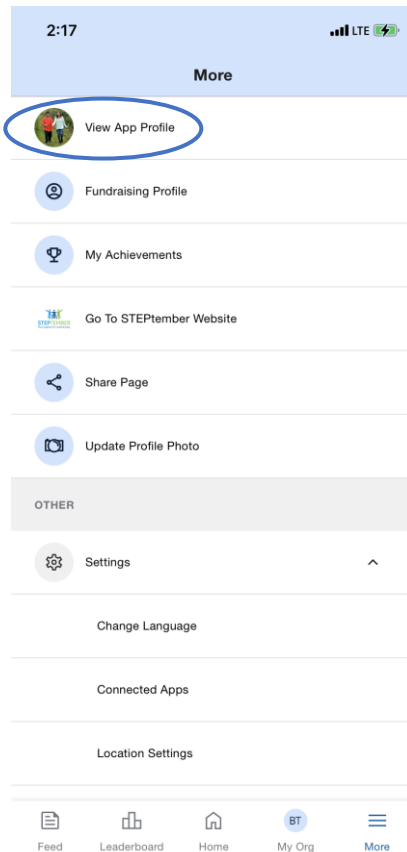 2:17
LTE
More
View App Profile
Fundraising Profile
My Achievements
STEPTEMBER
Go To STEPtember Website
Share Page
Update Profile Photo
OTHER
Settings
Change Language
Connected Apps
Location Settings
BT
Feed
Leaderboard
Home
My Org
More